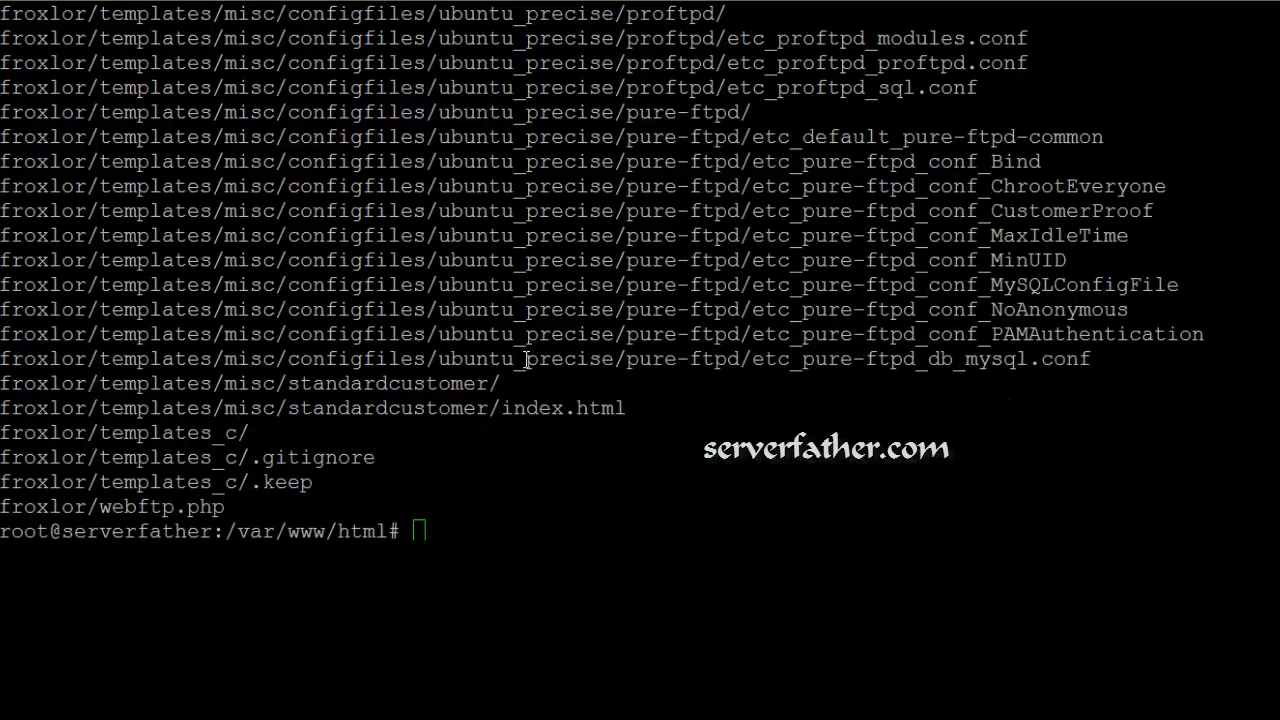 froxlor/templates/misc/configfiles/ubuntu_precise/proftpd/
froxlor/templates/misc/configfiles/ubuntu_precise/proftpd/etc_proftpd_modules.conf
froxlor/templates/misc/configfiles/ubuntu_precise/proftpd/etc_proftpd_proftpd.conf
froxlor/templates/misc/configfiles/ubuntu_precise/proftpd/etc_proftpd_sql.conf
froxlor/templates/misc/configfiles/ubuntu_precise/pure-ftpd/
froxlor/templates/misc/configfiles/ubuntu_precise/pure-ftpd/etc_default_pure-ftpd-common
froxlor/templates/misc/configfiles/ubuntu_precise/pure-ftpd/etc_pure-ftpd_conf_Bind
froxlor/templates/misc/configfiles/ubuntu_precise/pure-ftpd/etc_pure-ftpd_conf_ChrootEveryone
froxlor/templates/misc/configfiles/ubuntu_precise/pure-ftpd/etc_pure-ftpd_conf_CustomerProof
froxlor/templates/misc/configfiles/ubuntu_precise/pure-ftpd/etc_pure-ftpd_conf_MaxIdleTime
froxlor/templates/misc/configfiles/ubuntu_precise/pure-ftpd/etc_pure-ftpd_conf_MinUID
froxlor/templates/misc/configfiles/ubuntu_precise/pure-ftpd/etc_pure-ftpd_conf_MySQLConfigFile
froxlor/templates/misc/configfiles/ubuntu_precise/pure-ftpd/etc_pure-ftpd_conf_NoAnonymous
froxlor/templates/misc/configfiles/ubuntu_precise/pure-ftpd/etc_pure-ftpd_conf_PAMAuthentication
froxlor/templates/misc/configfiles/ubuntu_precise/pure-ftpd/etc_pure-ftpd_db_mysql.conf
froxlor/templates/misc/standardcustomer/
froxlor/templates/misc/standardcustomer/index.html
froxlor/templates_c/
serverfather.com
froxlor/templates_c/.gitignore
froxlor/templates_c/.keep
froxlor/webftp.php
root@serverfather:/var/www/html#